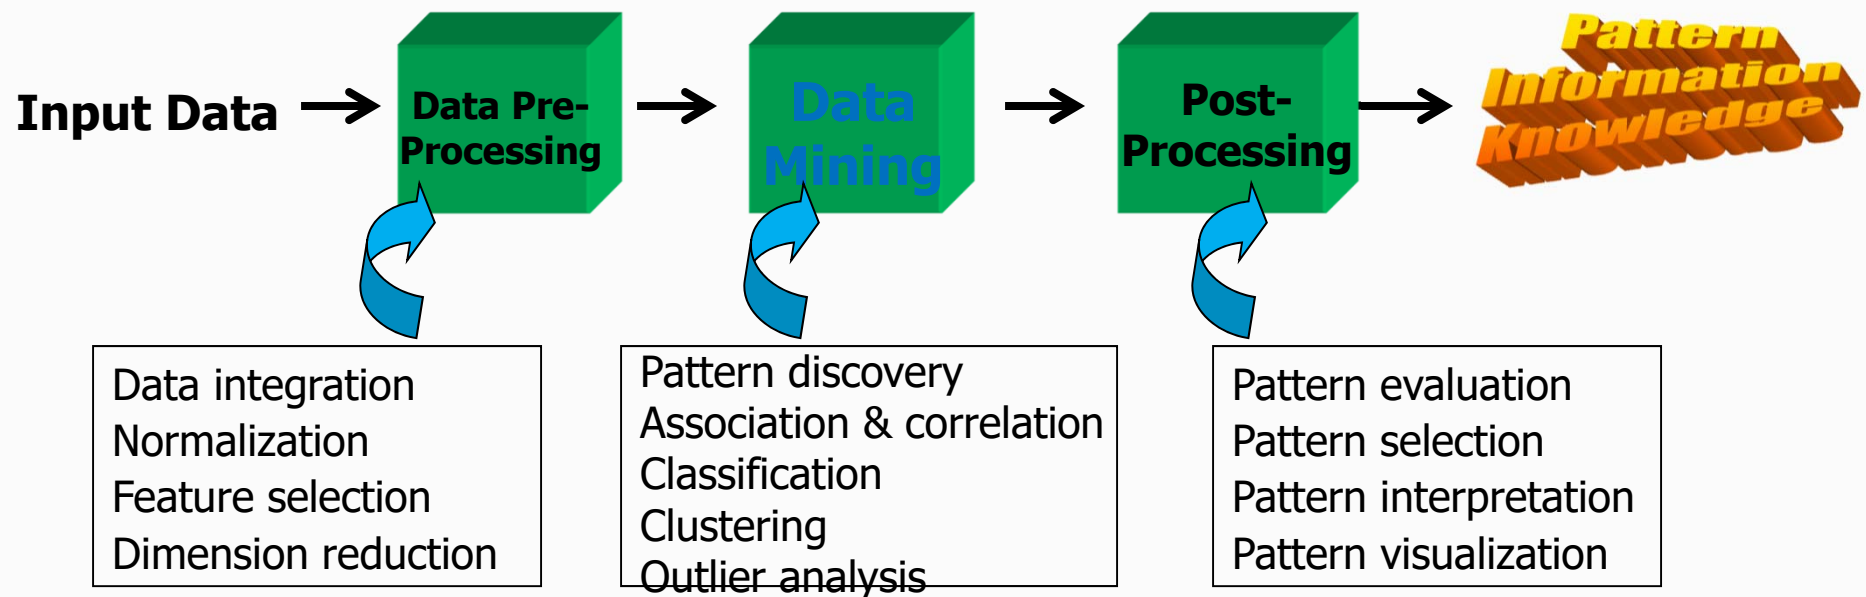 Input Data
Data Pre-
Processing
Data
Mining
Post-
Processing
Pattern
Information
Knowledge
Data integration
Normalization
Feature selection
Dimension reduction
Pattern discovery
Association & correlation
Classification
Clustering
Outlier analysis
Pattern evaluation
Pattern selection
Pattern interpretation
Pattern visualization